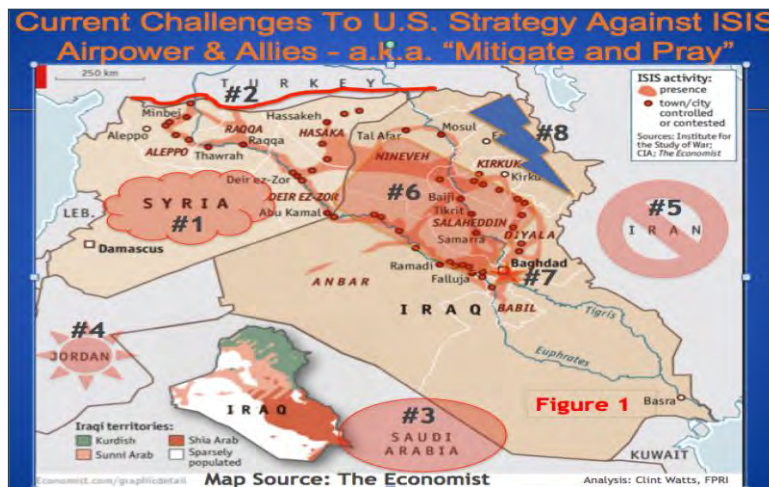 Current Challenges To U.S. Strategy Against ISIS
Airpower & Allies - a.k.a. “Mitigate and Pray”
250 km
TURKEY
#2
ISIS activity:
presence
town/city
controlled
or contested
Sources: Institute for
the Study of War;
CIA; The Economist
Minbej
Hassakeh
Aleppo
RAQQA
HASAKA
Tal Afar
Mosul
#8
ALEPPO
Raqqa
Thawrah
NINEVEH
KIRKUK
Deir ez-Zor
DEIR EZ-ZOR
#6
SYRIA
#1
Baiji
Tikrit
#5
IRAN
LEB.
Abu Kamal
SALAHEDDIN
DIYALA
Samarra
Damascus
Baghdad
#7
Ramadi
Falluja
ANBAR
BABIL
#4
JORDAN
IRAQ
Tigris
Euphrates
Figure 1
Basra
IRAQ
#3
SAUDI
ARABIA
KUWAIT
Iraqi territories:
Kurdish
Shia Arab
Sunni Arab
Sparsely
populated
Economist.com/graphicdetail
Map Source: The Economist
Analysis: Clint Watts, FPRI